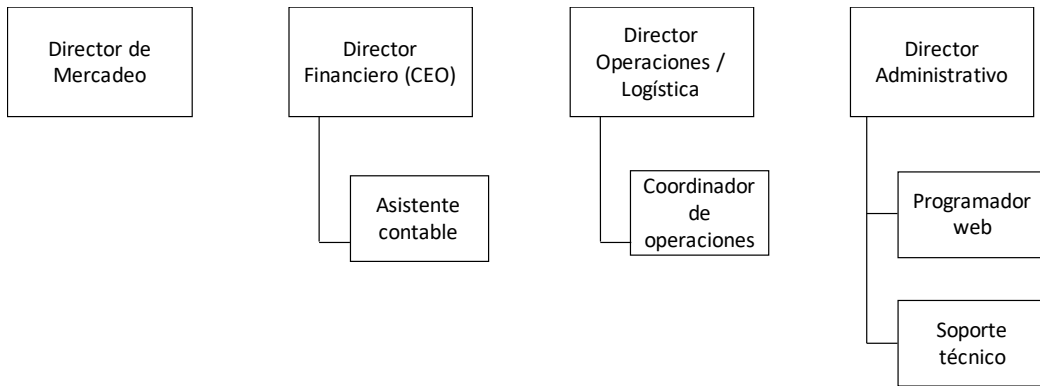 Director de
Mercadeo
Director
Financiero (CEO)
Director
Operaciones /
Logística
Director
Administrativo
Asistente
contable
Coordinador
de
operaciones
Programador
web
Soporte
técnico